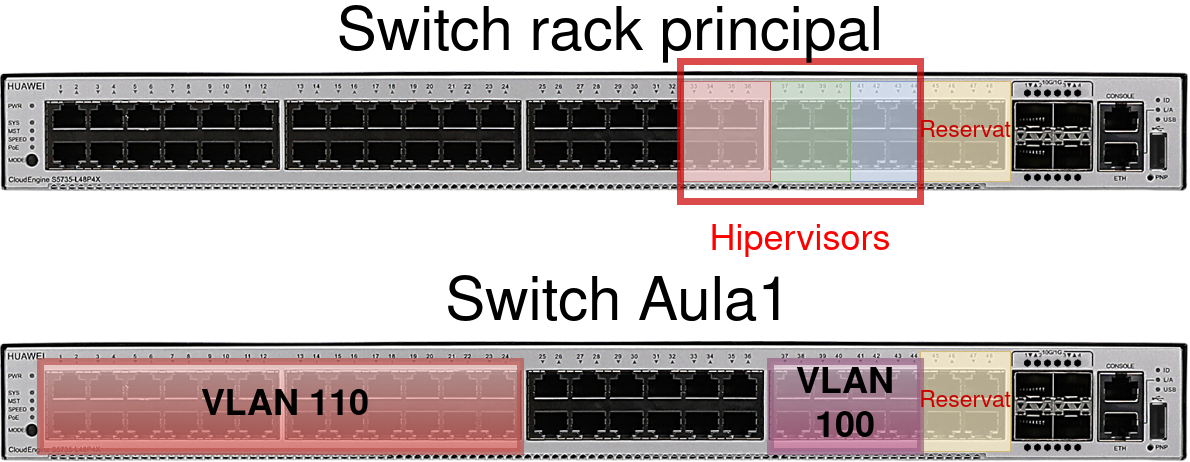 Switch rack principal
HUAWEI
1 2 3 4 5 6 7 8 9 10 11 12 13 14 15 16 17 18 19 20 21 22 23 24 25 26 27 28 29 30 31 32 33 34 35 36 37 38 39 40 41 42 43 44 45 46 47 48
10G/1G
PWR
SYS
MST
SPEED
PoE
MODE
CloudEngine S5735-L48P4X
Reservat
CONSOLE
ETH
ID
L/A
USB
PNP
Hipervisors
Switch Aula1
HUAWEI
1 2 3 4 5 6 7 8 9 10 11 12 13 14 15 16 17 18 19 20 21 22 23 24 25 26 27 28 29 30 31 32 33 34 35 36 37 38 39 40 41 42 43 44 45 46 47 48
10G/1G
PWR
SYS
MST
SPEED
PoE
MODE
CloudEngine S5735-L48P4X
VLAN 110
VLAN
100
Reservat
CONSOLE
ETH
ID
L/A
USB
PNP